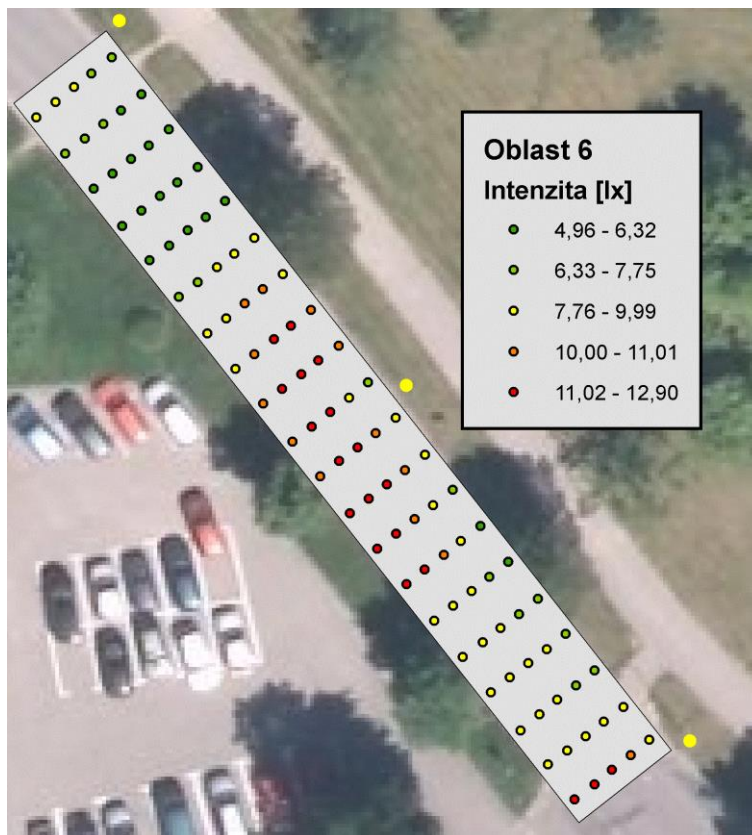 Oblast 6
Intenzita [lx]
4,96 - 6,32
6,33 - 7,75
7,76 - 9,99
10,00 - 11,01
11,02 - 12,90